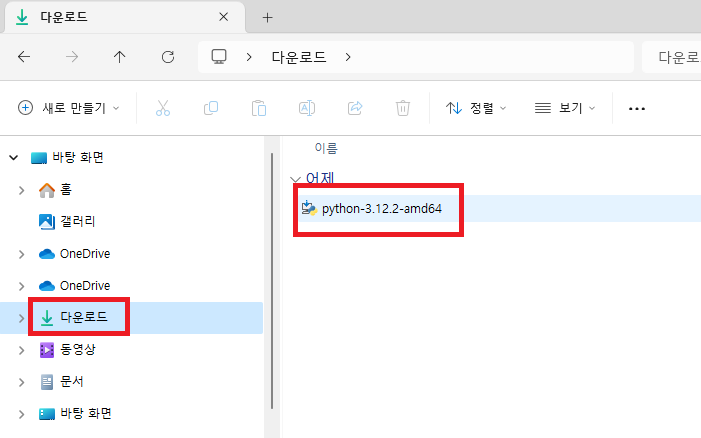 다운로드
다운로드
다운로
새로 만들기
정렬
보기
이름
바탕 화면
어제
홈
python-3.12.2-amd64
갤러리
OneDrive
OneDrive
다운로드
동영상
문서
바탕 화면